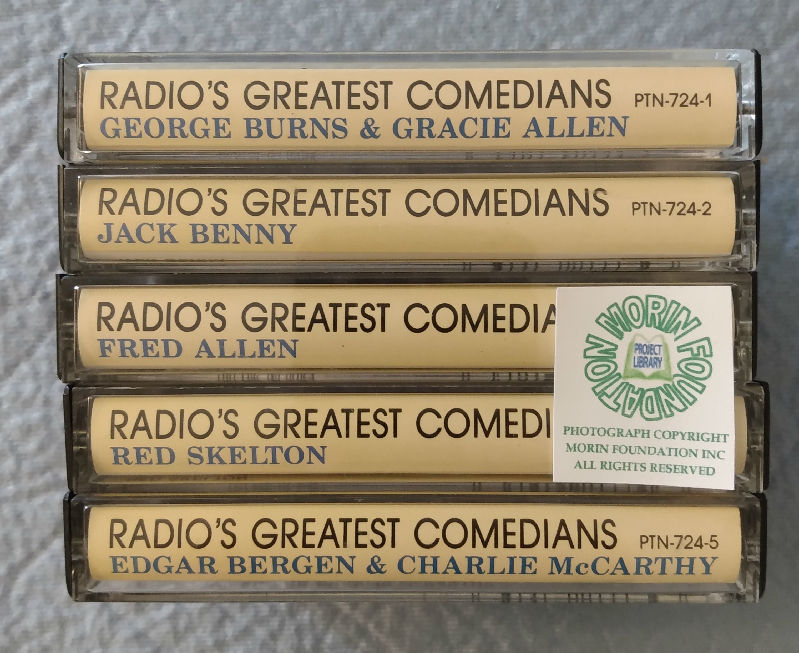 RADIO'S GREATEST COMEDIANS PTN-724-1
GEORGE BURNS & GRACIE ALLEN
RADIO'S GREATEST COMEDIANS PTN-724-2
JACK BENNY
RADIO'S GREATEST COMEDIA
FRED ALLEN
MORIN FOUNDATION
PROJECT
LIBRARY
PHOTOGRAPH COPYRIGHT
MORIN FOUNDATION INC
ALL RIGHTS RESERVED
RADIO'S GREATEST COMEDI
RED SKELTON
RADIO'S GREATEST COMEDIANS PTN-724-5
EDGAR BERGEN & CHARLIE McCARTHY